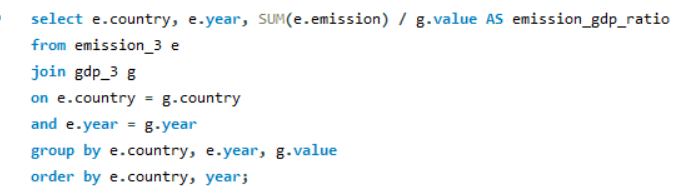 select e.country, e.year, SUM(e.emission) / g.value AS emission_gdp_ratio
from emission_3 e
join gdp_3 g
on e.country = g.country
and e.year = g.year
group by e.country, e.year, g.value
order by e.country, year;